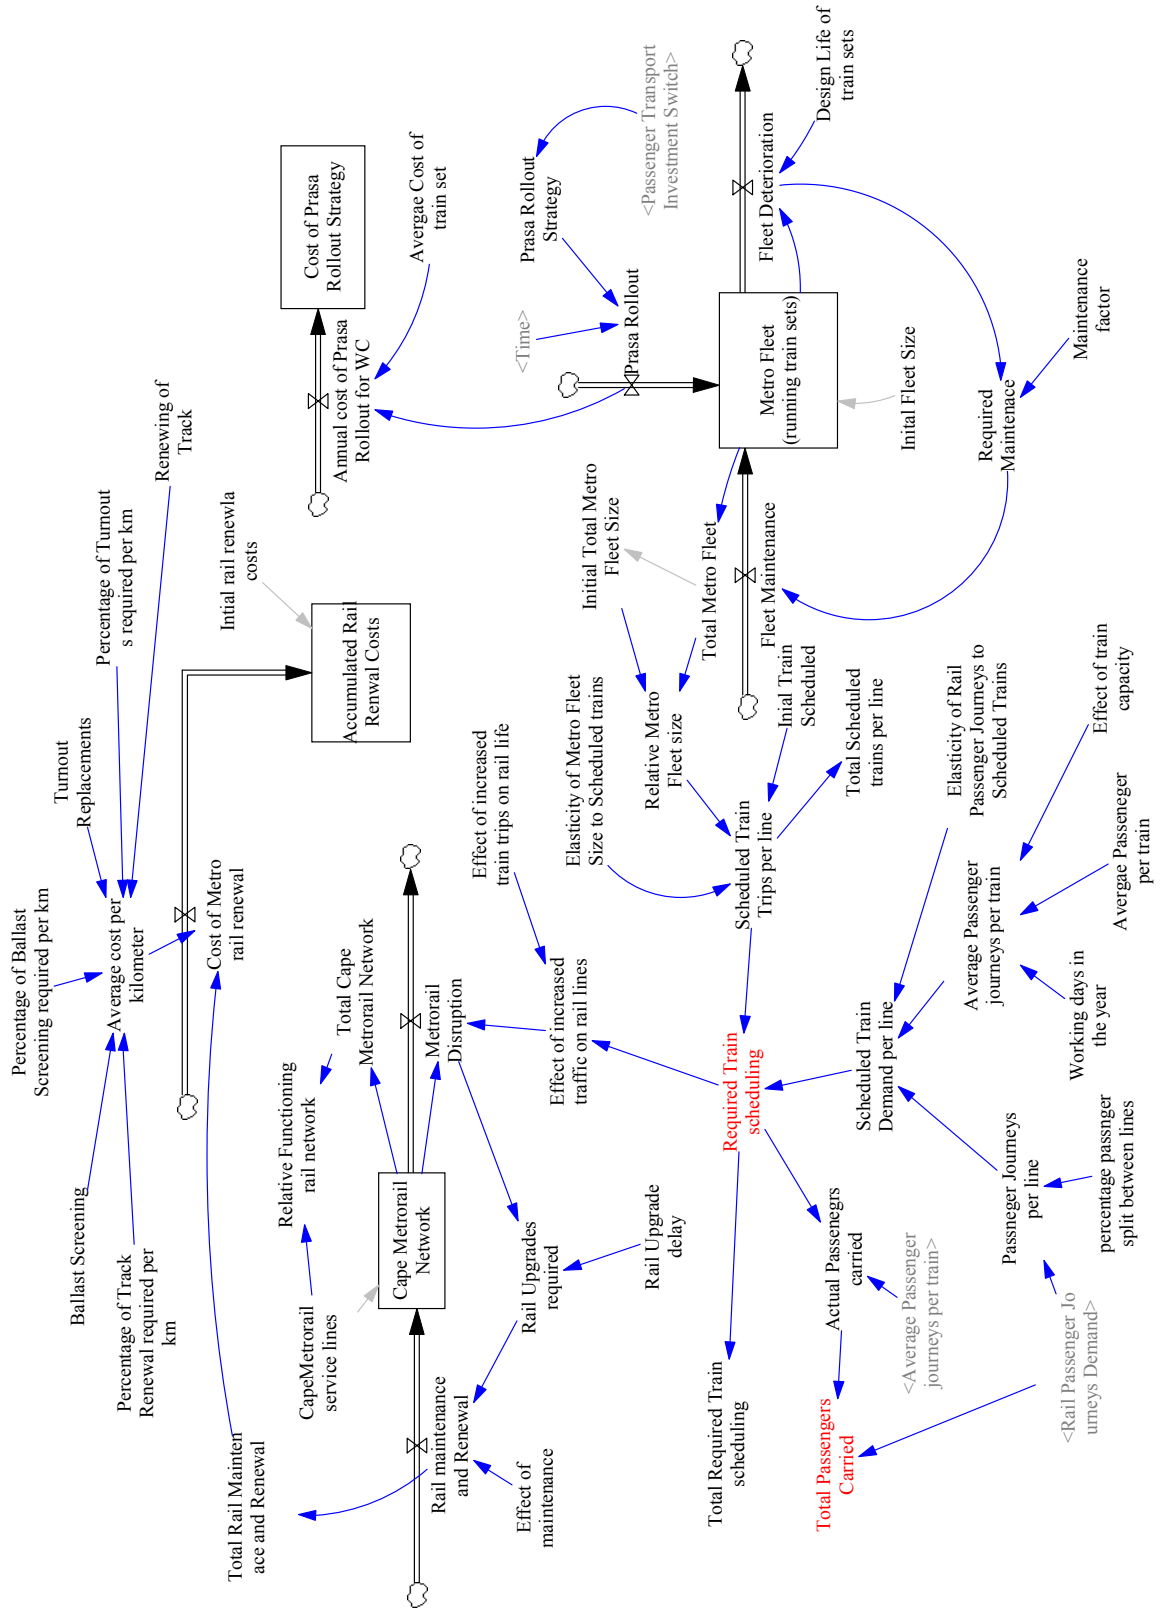 Percentage of Ballast
Screening required per km
Turnout
Replacements
Percentage of Turnout
s required per km
Renewing of
Track
Ballast Screening
Percentage of Track
Renewal required per
km
Average cost per
kilometer
Cost of Metro
rail renewal
Total Rail Mainten
ace and Renewal
Intial rail renewla
costs
Accumulated Rail
Renwal Costs
Cost of Prasa
Rollout Strategy
Annual cost of Prasa
Rollout for WC
Avergae Cost of
train set
CapeMetrorail
service lines
Relative Functioning
rail network
Total Cape
Metrorail Network
Cape Metrorail
Network
Metrorail
Disruption
Rail maintenance
and Renewal
Effect of
maintenance
Rail Upgrades
required
Rail Upgrade
delay
Effect of increased
train trips on rail life
Effect of increased
traffic on rail lines
Elasticity of Metro Fleet
Size to Scheduled trains
Initial Total Metro
Fleet Size
Relative Metro
Fleet size
Total Metro Fleet
<Time>
Prasa Rollout
Strategy
Prasa Rollout
<Passenger Transport
Investment Switch>
Metro Fleet
(running train sets)
Fleet Deterioration
Design Life of
train sets
Fleet Maintenance
Inital Fleet Size
Required
Maintenace
Maintenance
factor
Inial Train
Scheduled
Scheduled Train
Trips per line
Total Scheduled
trains per line
Required Train
scheduling
Total Required Train
scheduling
Scheduled Train
Demand per line
Elasticity of Rail
Passenger Journeys to
Scheduled Trains
Average Passenger
journeys per train
Effect of train
capacity
Avergae Passeneger
per train
Working days in
the year
Passneger Journeys
per line
percentage passnger
split between lines
Actual Passenegrs
carried
<Average Passenger
journeys per train>
Total Passengers
Carried
<Rail Passenger Jo
urneys Demand>